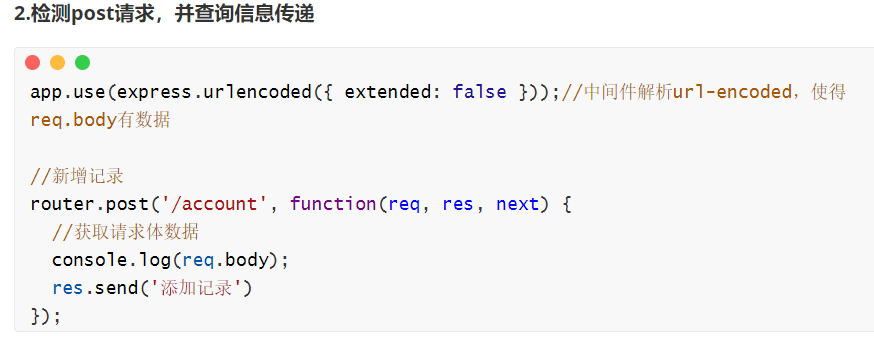 2.检测post请求，并查询信息传递
app.use(express.urlencoded({ extended: false }));//中间件解析url-encoded，使得
req.body有数据
//新增记录
router.post('/account', function(req, res, next) {
  //获取请求体数据
  console.log(req.body);
  res.send('添加记录')
});